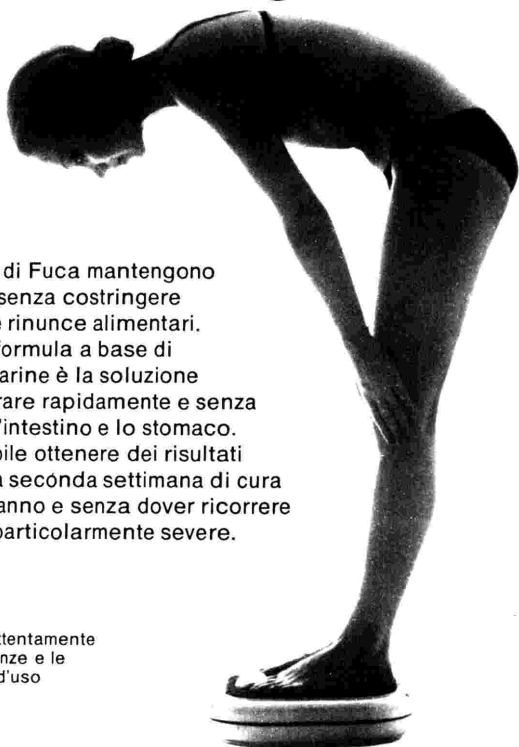 di Fuca mantengono
senza costringere
rinunce alimentari.
formula a base di
arine è la soluzione
rare rapidamente e senza
'intestino e lo stomaco.
bile ottenere dei risultati
a seconda settimana di cura
anno e senza dover ricorrere
particolarmente severe.
ttentamente
nze e le
d'uso